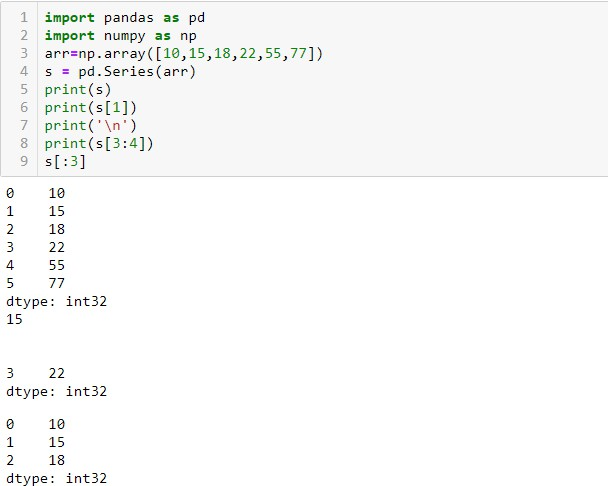 1 import pandas as pd
2 import numpy as np
3 arr=np.array([10,15,18,22,55,77])
4 s = pd.Series(arr)
5 print(s)
6 print(s[1])
7 print('\n')
8 print(s[3:4])
9 s[:3]
0 10
1 15
2 18
3 22
4 55
5 77
dtype: int32
15
3 22
dtype: int32
0 10
1 15
2 18
dtype: int32